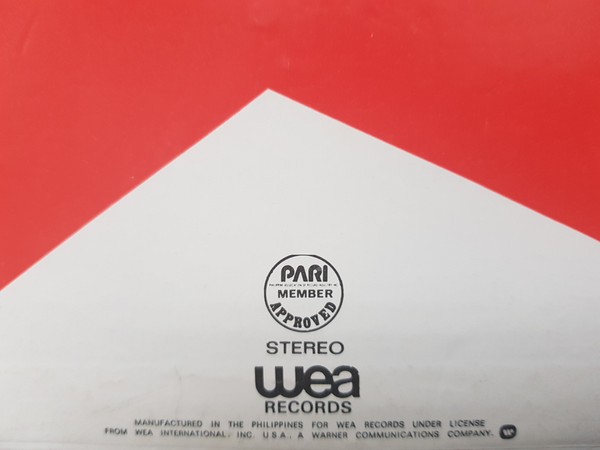 PARI
MEMBER
APPROVED
STEREO
wea
RECORDS
MANUFACTURED IN THE PHILIPPINES FOR WEA RECORDS UNDER LICENSE
FROM WEA INTERNATIONAL, INC. U.S.A., A WARNER COMMUNICATIONS COMPANY.